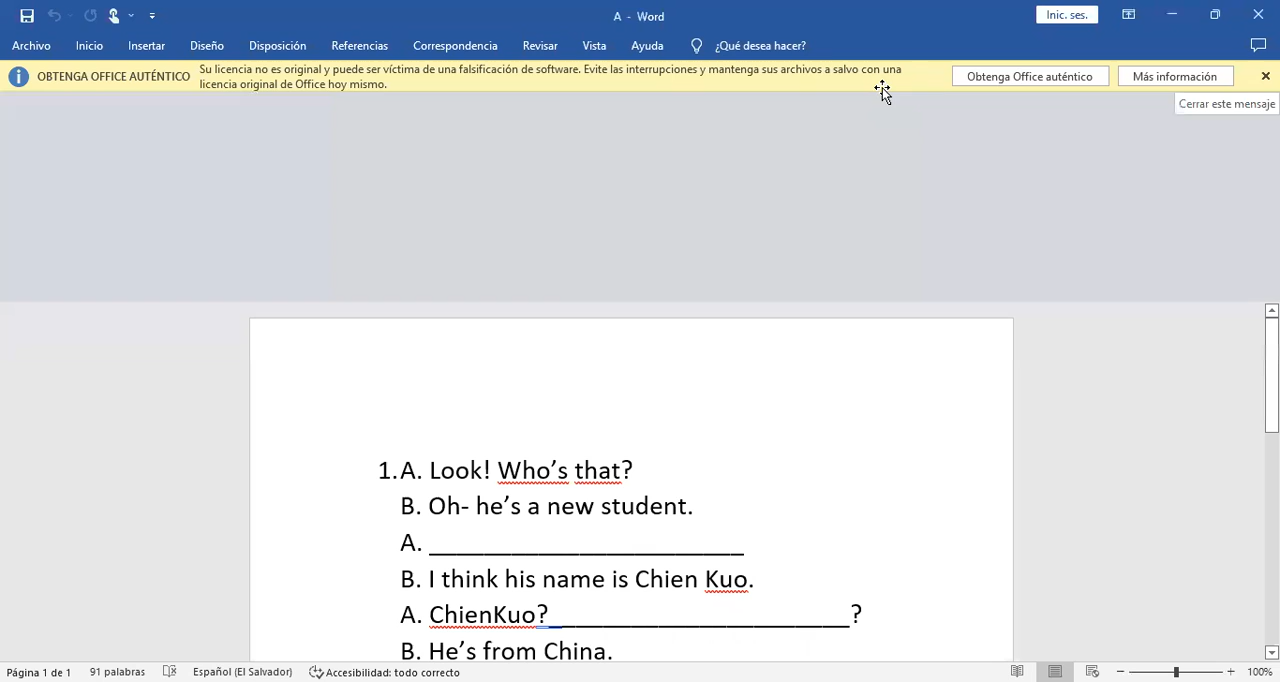 A - Word
Inic. ses.
Archivo Inicio Insertar Diseño Disposición Referencias Correspondencia Revisar Vista Ayuda ¿Qué desea hacer?
OBTENGA OFFICE AUTÉNTICO Su licencia no es original y puede ser víctima de una falsificación de software. Evite las interrupciones y mantenga sus archivos a salvo con una
licencia original de Office hoy mismo.
Obtenga Office auténtico Más información
Cerrar este mensaje
1. A. Look! Who’s that?
B. Oh- he’s a new student.
A. _______________________
B. I think his name is Chien Kuo.
A. ChienKuo?______________________?
B. He’s from China.
Página 1 de 1 91 palabras Español (El Salvador) Accesibilidad: todo correcto 100%